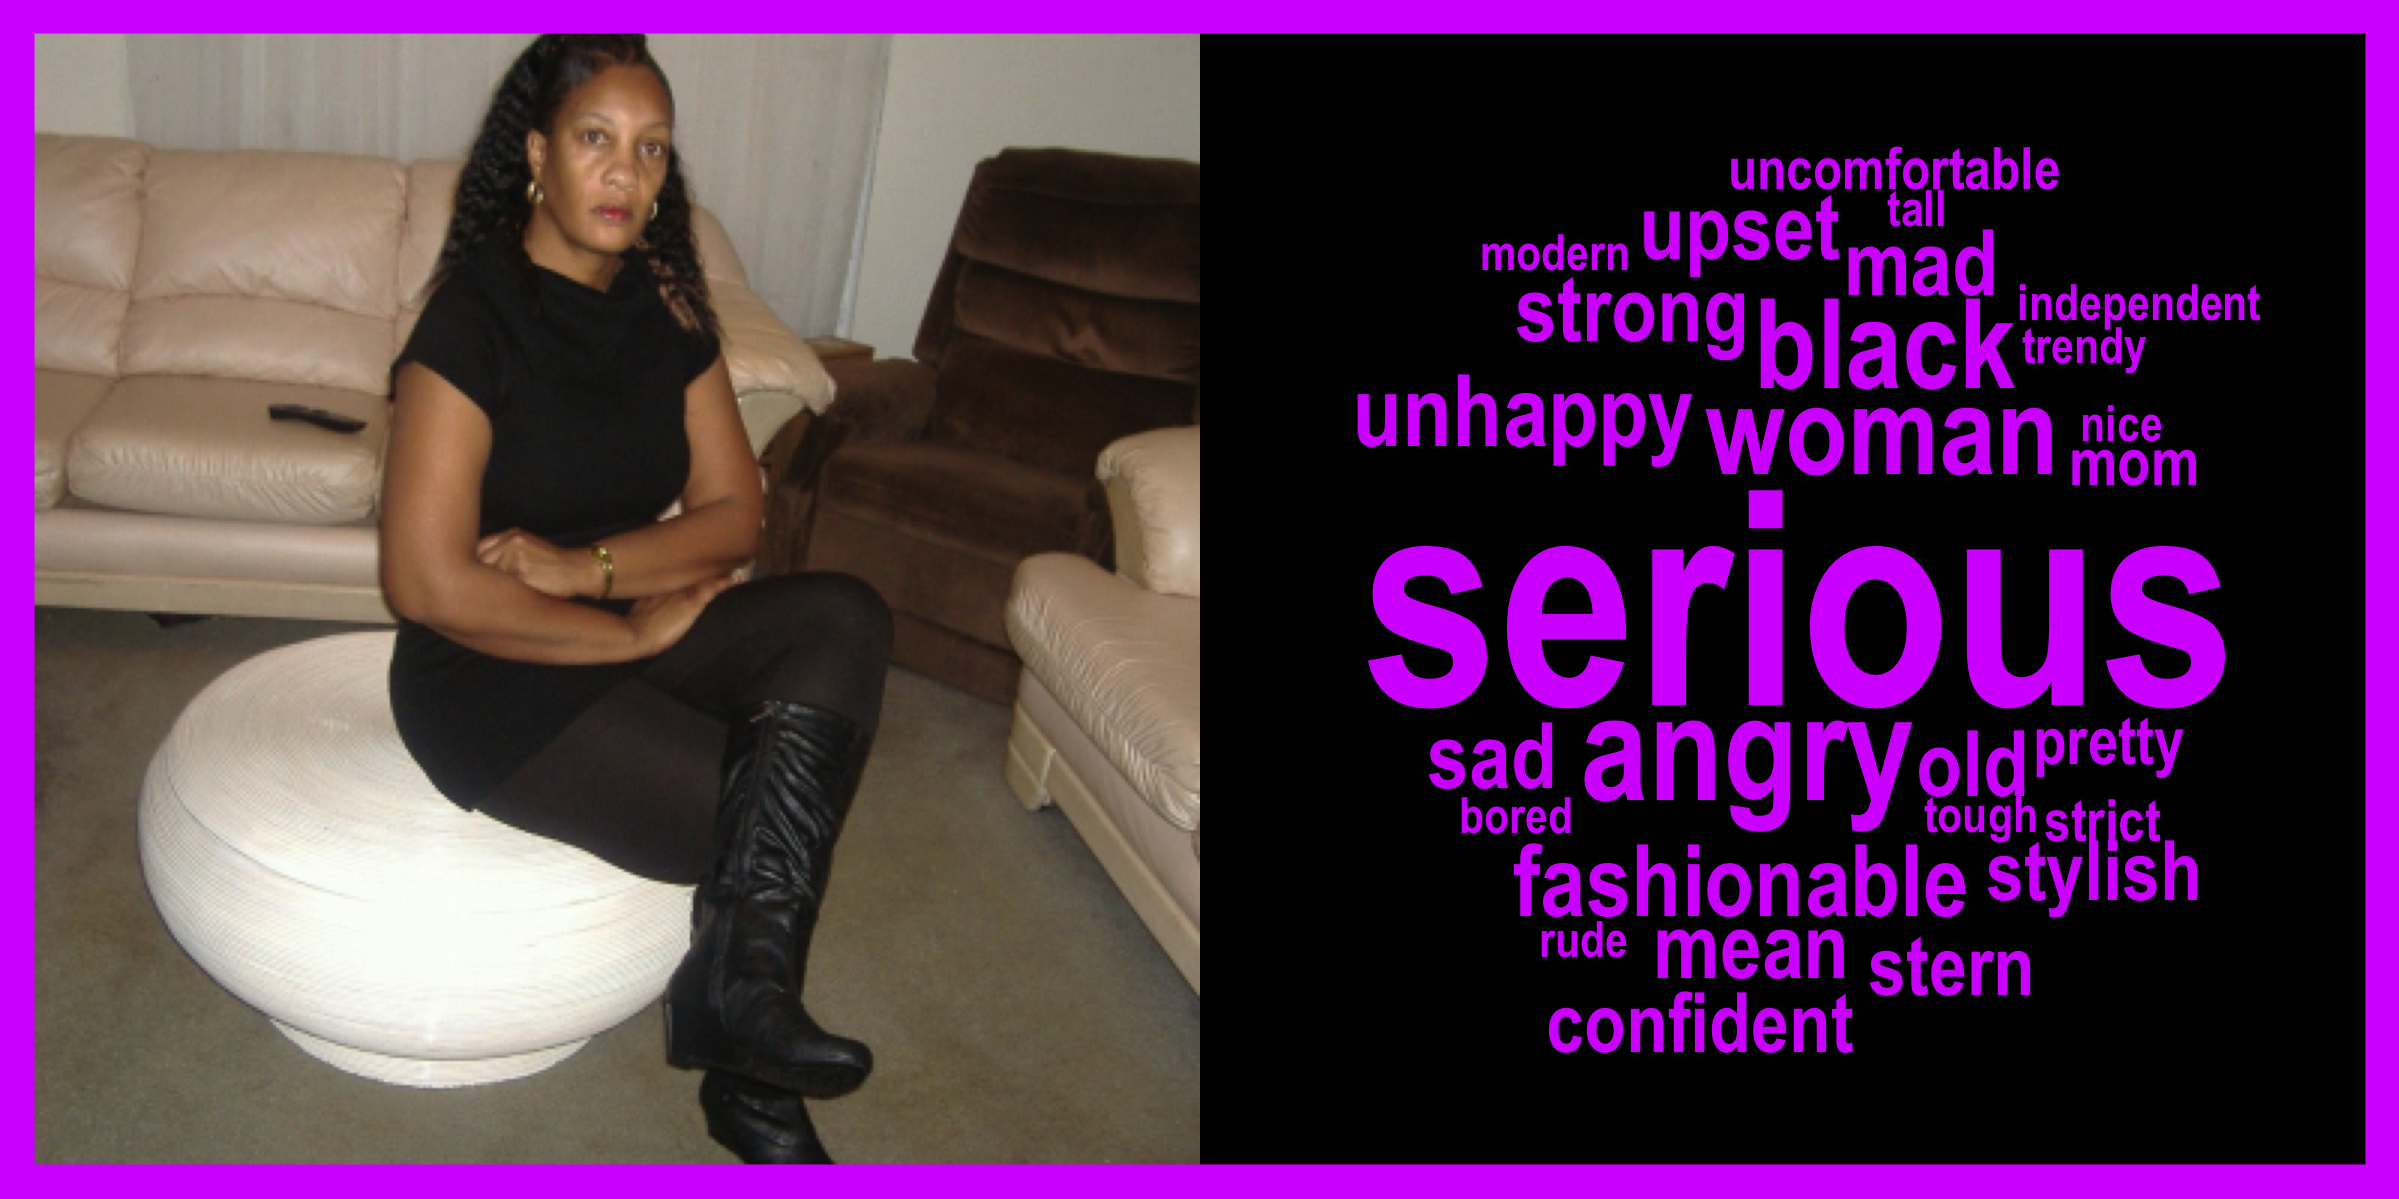 uncomfortable
tall
upset
modern
mad
strong
independent
black
trendy
unhappy
woman
nice
mom
serious
sad
angry
old
pretty
bored
tough
strict
fashionable
stylish
rude
mean
stern
confident